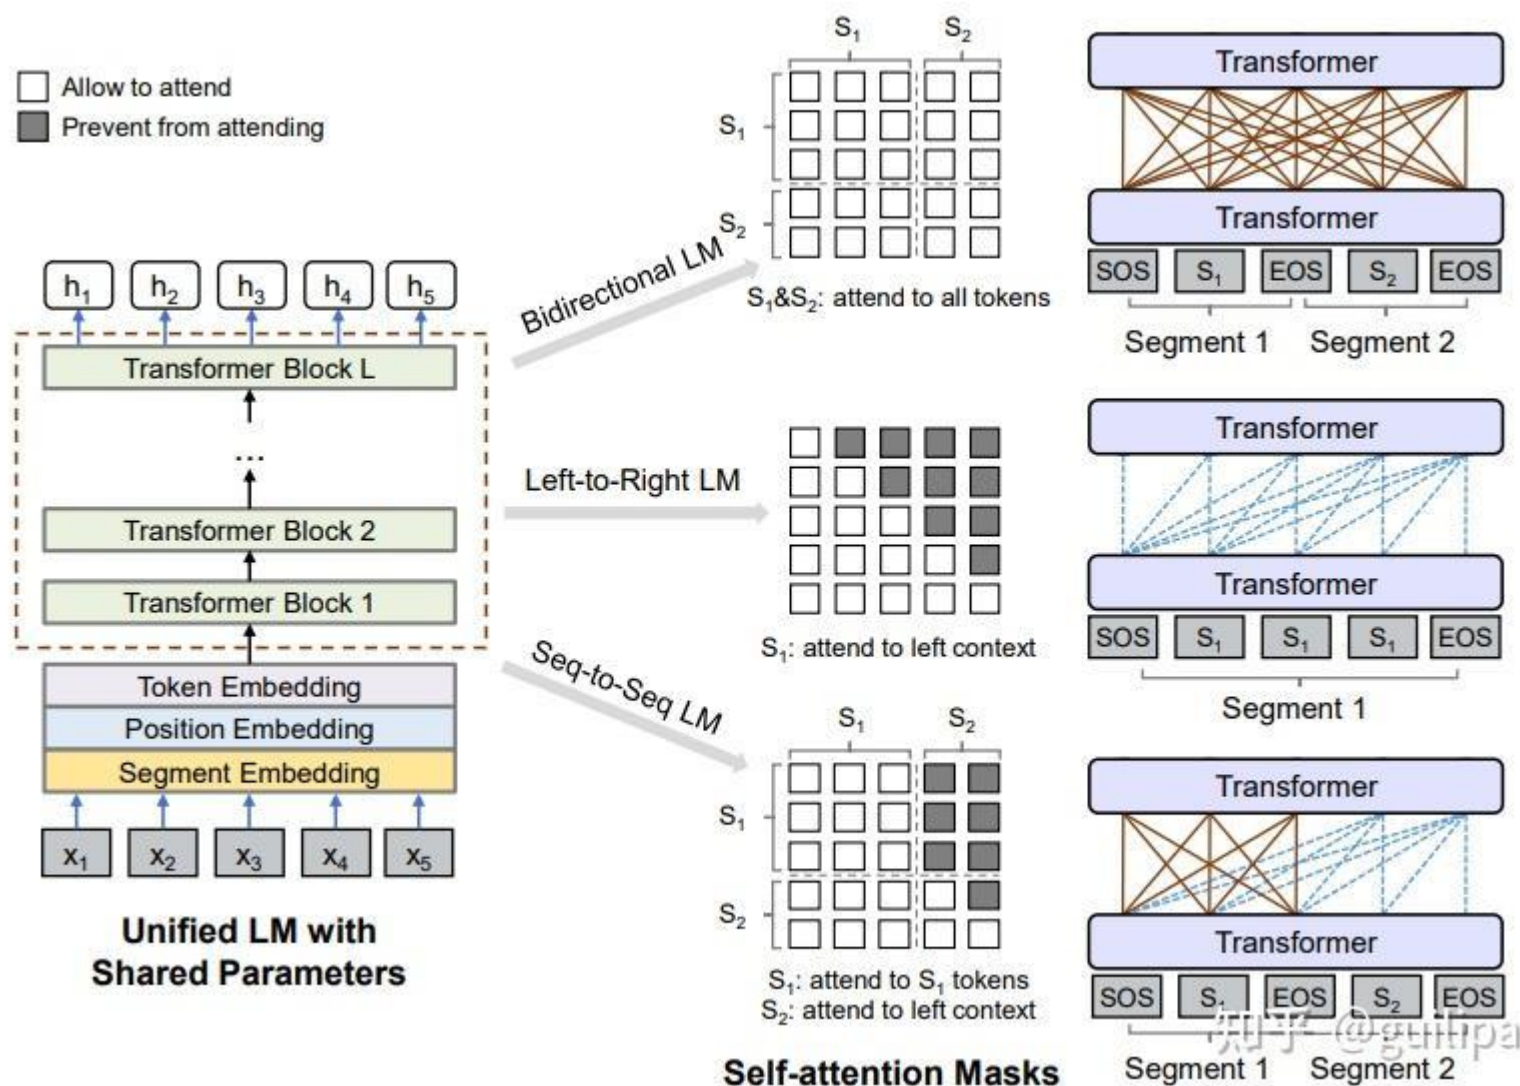 Allow to attend
Prevent from attending
h1 h2 h3 h4 h5
Transformer Block L
...
Transformer Block 2
Transformer Block 1
Token Embedding
Position Embedding
Segment Embedding
x1 x2 x3 x4 x5
Unified LM with
Shared Parameters
Bidirectional LM
Left-to-Right LM
Seq-to-Seq LM
S1 S2
S1
S2
S1&S2: attend to all tokens
S1: attend to left context
S1 S2
S1
S2
S1: attend to S1 tokens
S2: attend to left context
Self-attention Masks
Transformer
Transformer
SOS S1 EOS S2 EOS
Segment 1 Segment 2
Transformer
Transformer
SOS S1 S1 S1 EOS
Segment 1
Transformer
Transformer
SOS S1 EOS S2 EOS
Segment 1 Segment 2
知乎 @guilipa